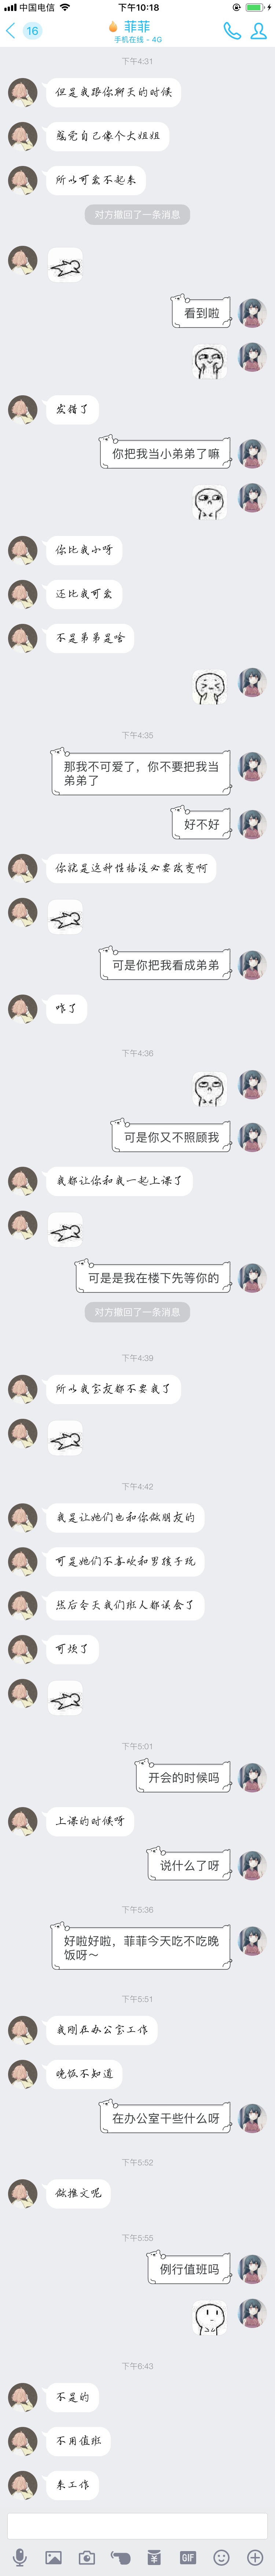 中国电信
下午10:18
16
菲菲
手机在线 - 4G
下午4:31
但是我跟你聊天的时候
感觉自己像个大姐姐
所以可爱不起来
对方撤回了一条消息
看到啦
发错了
你把我当小弟弟了嘛
你比我小呀
还比我可爱
不是弟弟是啥
下午4:35
那我不可爱了，你不要把我当
弟弟了
好不好
你就是这种性格没必要改变啊
可是你把我看成弟弟
咋了
下午4:36
可是你又不照顾我
我都让你和我一起上课了
可是是我在楼下先等你的
对方撤回了一条消息
下午4:39
所以我室友都不要我了
下午4:42
我是让她们也和你做朋友的
可是她们不喜欢和男孩子玩
然后今天我们班人都误会了
可烦了
下午5:01
开会的时候吗
上课的时候呀
说什么了呀
下午5:36
好啦好啦，菲菲今天吃不吃晚
饭呀～
下午5:51
我刚在办公室工作
晚饭不知道
在办公室干些什么呀
下午5:52
做推文呢
下午5:55
例行值班吗
下午6:43
不是的
不用值班
来工作
GIF